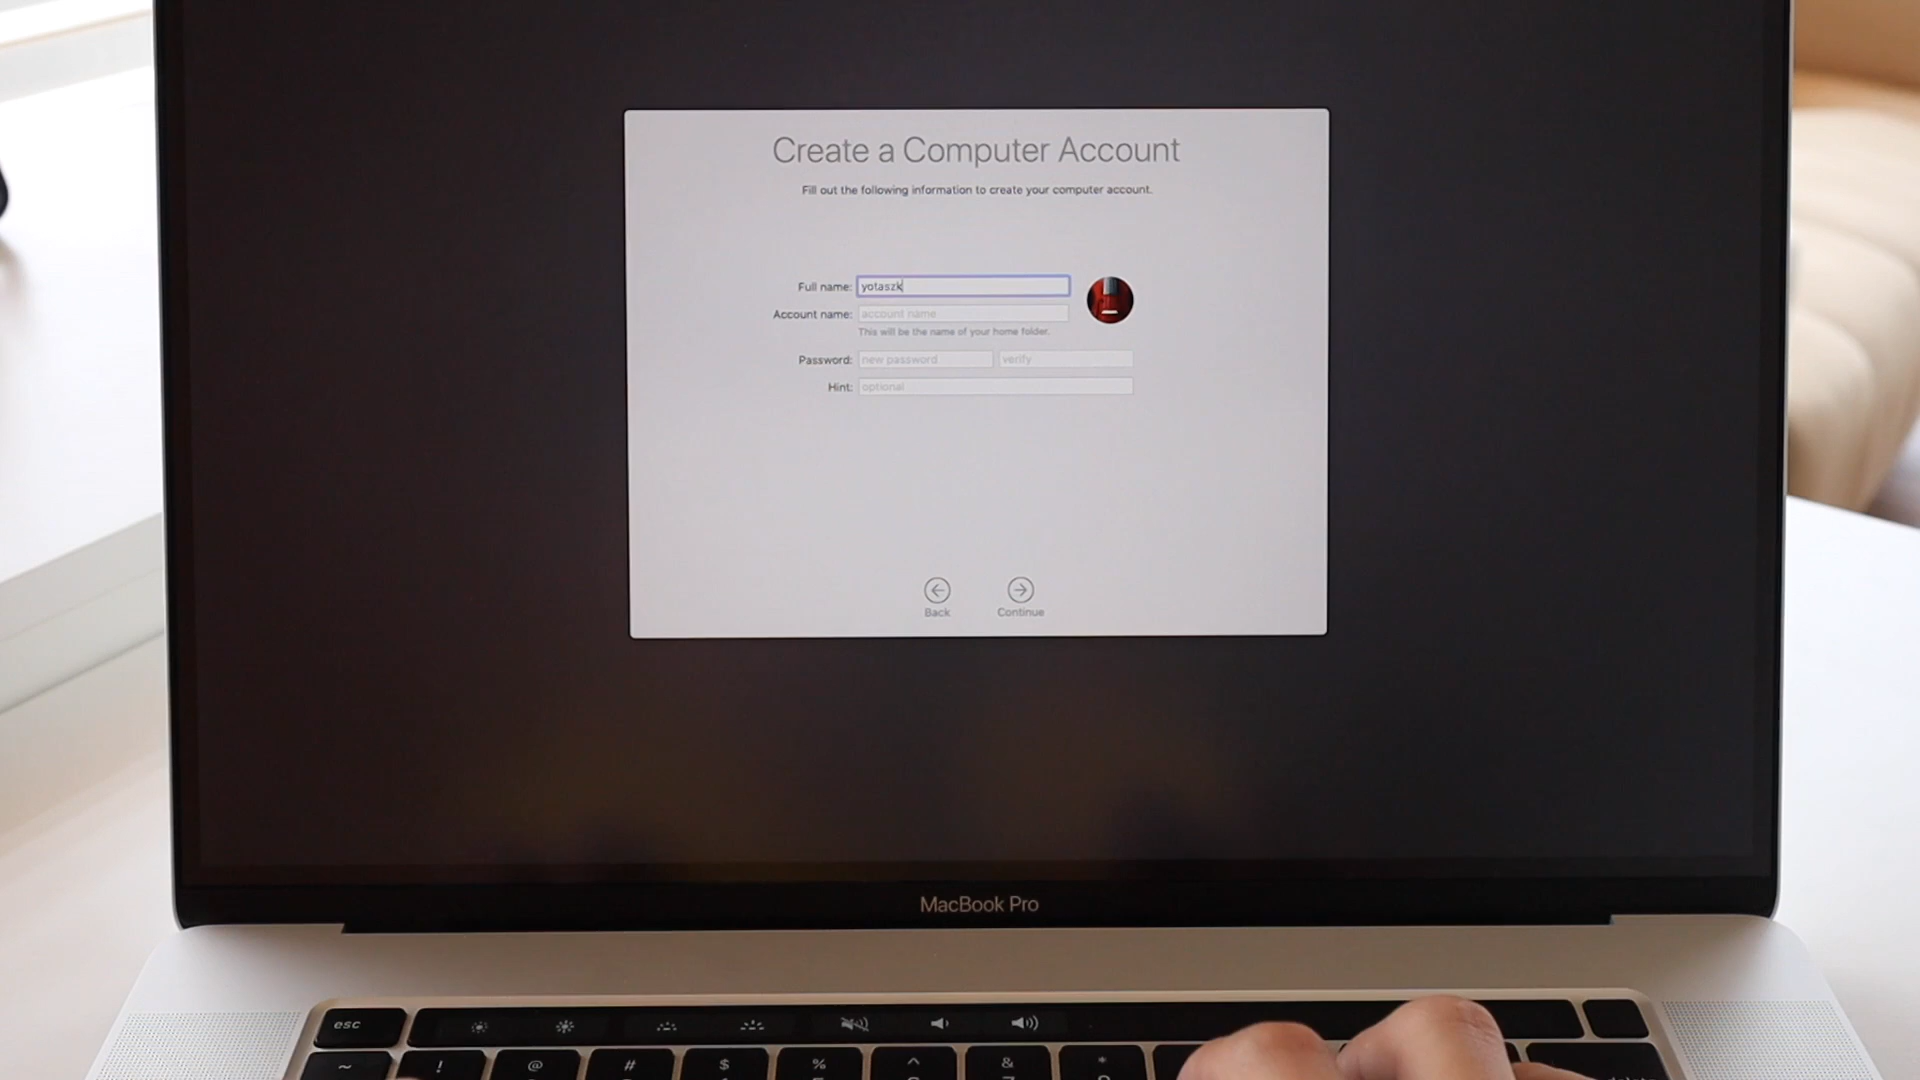 Create a Computer Account
Fill out the following information to create your computer account.
Full name: yotaszk
Account name: account name
This will be the name of your home folder.
Password: new password verify
Hint: optional
Back Continue
MacBook Pro
esc
~ ! @ # $ % ^ & *